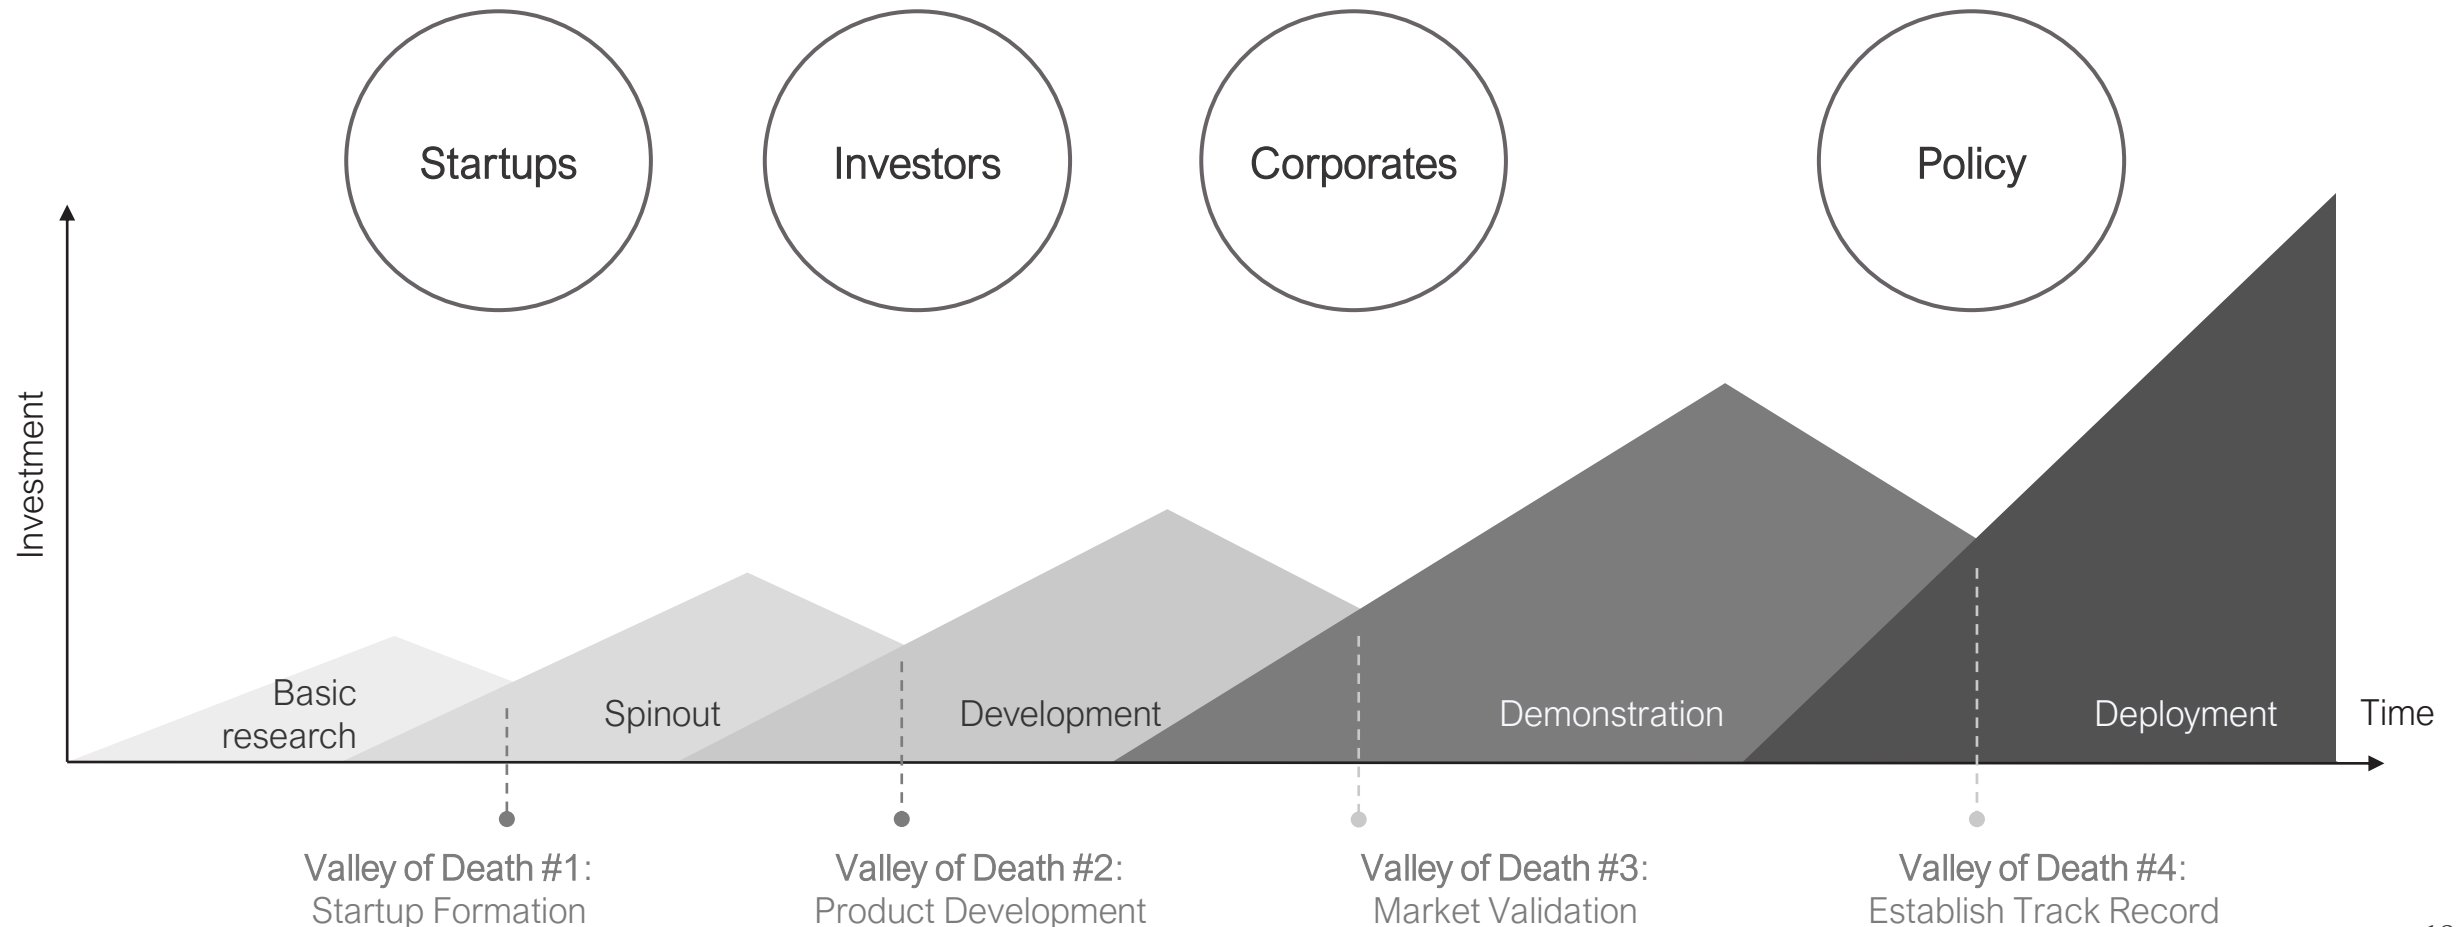 Startups
Investors
Corporates
Policy
Investment
Basic
research
Spinout
Development
Demonstration
Deployment
Time
Valley of Death #1:
Startup Formation
Valley of Death #2:
Product Development
Valley of Death #3:
Market Validation
Valley of Death #4:
Establish Track Record